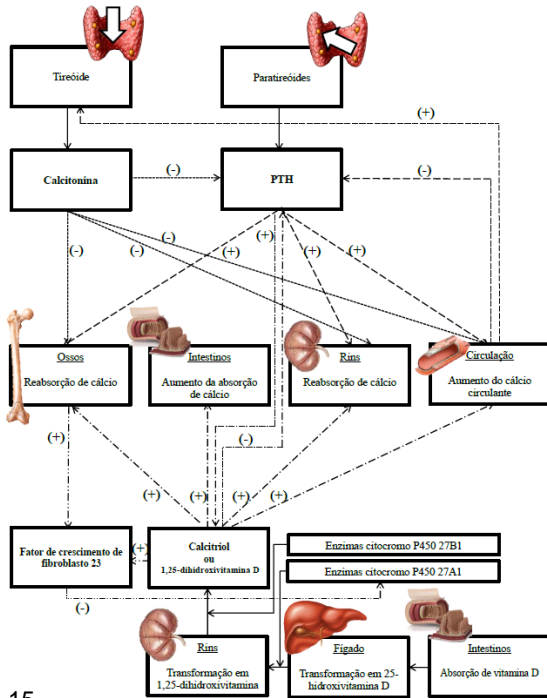 Tireóide
Paratireóides
(+)
Calcitonina
(-)
PTH
(-)
(-)
(-)
(-)
(+)
(+)
(+)
(+)
Ossos
Reabsorção de cálcio
Intestinos
Aumento da absorção
de cálcio
Rins
Reabsorção de cálcio
Circulação
Aumento do cálcio
circulante
(+)
(-)
(+)
(+)
(+)
(+)
Fator de crescimento de
fibroblasto 23
(+)
Calcitriol
ou
1,25-dihidroxivitamina D
Enzimas citocromo P450 27B1
Enzimas citocromo P450 27A1
(-)
Rins
Transformação em
1,25-dihidroxivitamina
Fígado
Transformação em 25-
hidroxivitamina D
Intestinos
Absorção de vitamina D
15